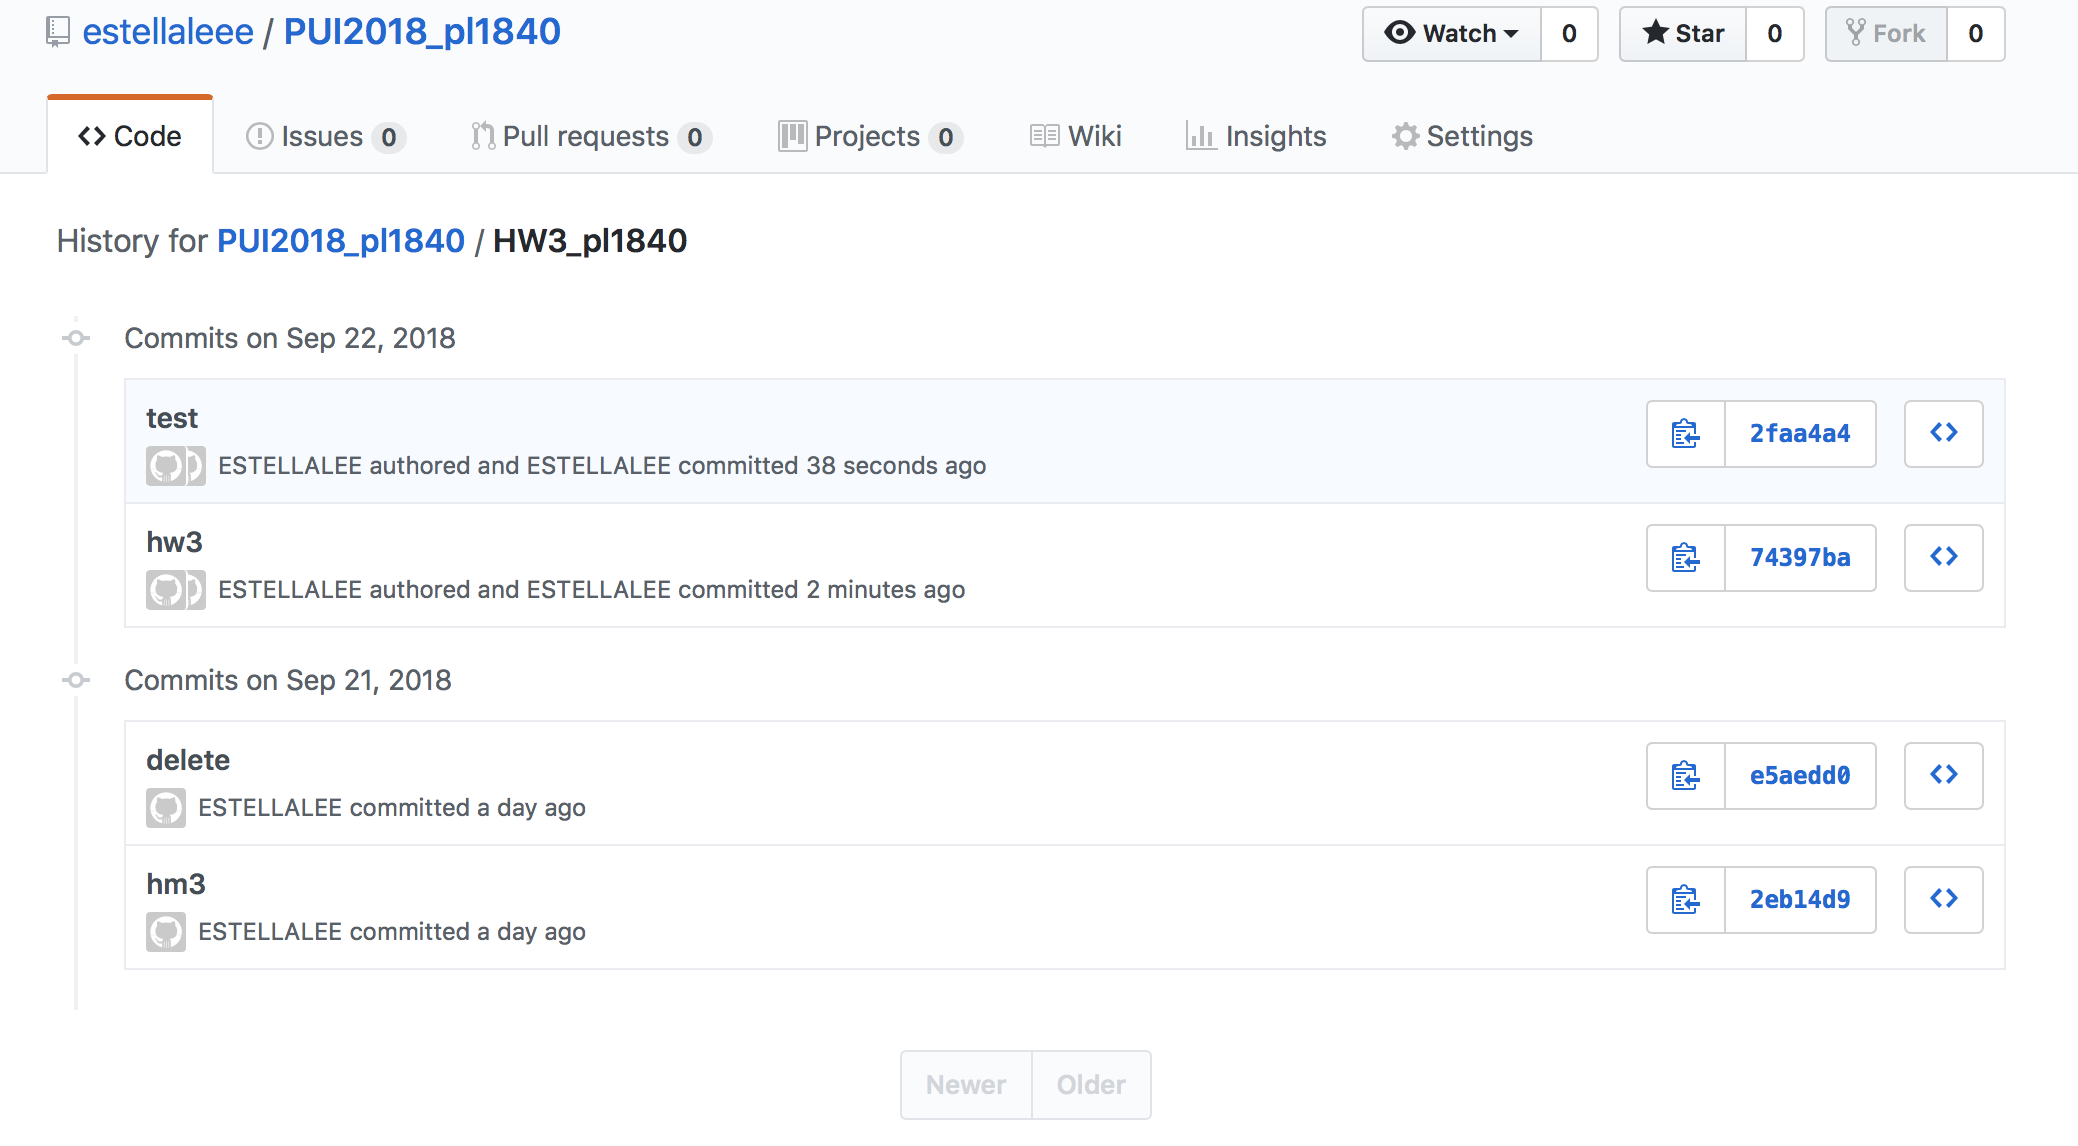 estellaleee / PUI2018_pl1840
Watch 0 Star 0 Fork 0
Code Issues 0 Pull requests 0 Projects 0 Wiki Insights Settings
History for PUI2018_pl1840 / HW3_pl1840
Commits on Sep 22, 2018
test
ESTELLALEE authored and ESTELLALEE committed 38 seconds ago
2faa4a4
hw3
ESTELLALEE authored and ESTELLALEE committed 2 minutes ago
74397ba
Commits on Sep 21, 2018
delete
ESTELLALEE committed a day ago
e5aedd0
hm3
ESTELLALEE committed a day ago
2eb14d9
Newer Older